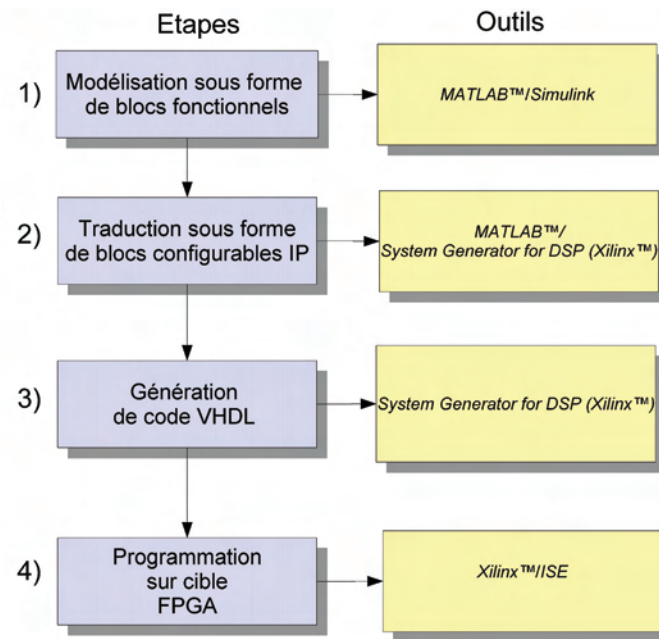 Etapes
Outils
1)
Modélisation sous forme
de blocs fonctionnels
MATLAB™/Simulink
2)
Traduction sous forme
de blocs configurables IP
MATLAB™/
System Generator for DSP (Xilinx™)
3)
Génération
de code VHDL
System Generator for DSP (Xilinx™)
4)
Programmation
sur cible
FPGA
Xilinx™/ISE